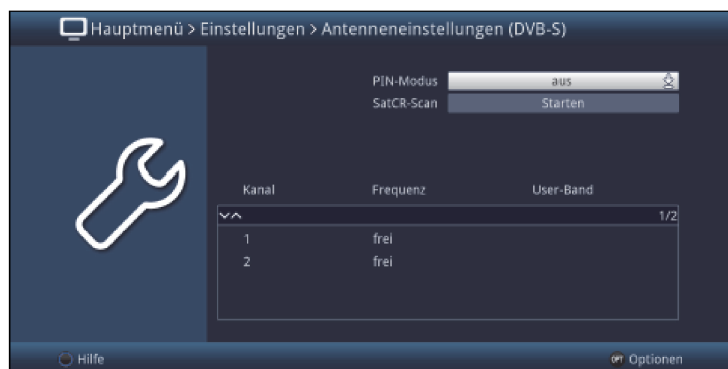 Hauptmenü > Einstellungen > Antenneneinstellungen (DVB-S)
PIN-Modus aus
SatCR-Scan Starten
Kanal Frequenz User-Band
1/2
1 frei
2 frei
Hilfe OPT Optionen